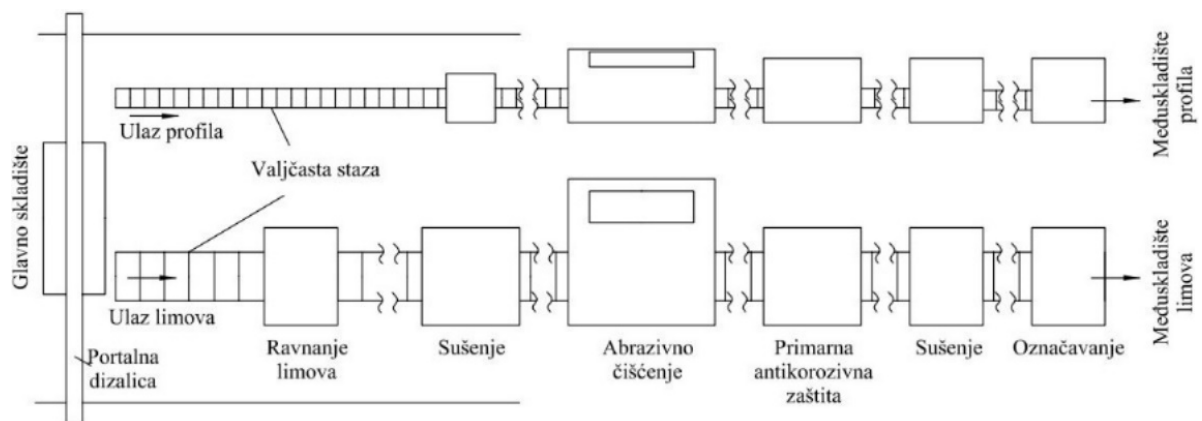 Glavno skladište
Ulaz profila
Valjčasta staza
Međuskladište
profila
Ulaz limova
Međuskladište
limova
Portalna
dizalica
Ravnanje
limova
Sušenje
Abrazivno
čišćenje
Primarna
antikorozivna
zaštita
Sušenje
Označavanje